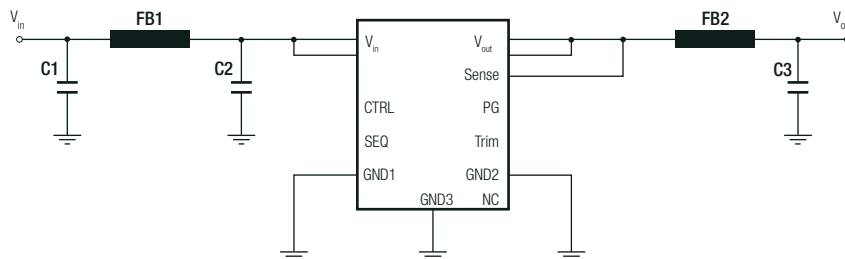 Vin
FB1
FB2
Vo
C1
C2
C3
Vin
Vout
Sense
CTRL
PG
SEQ
Trim
GND1
GND2
GND3
NC